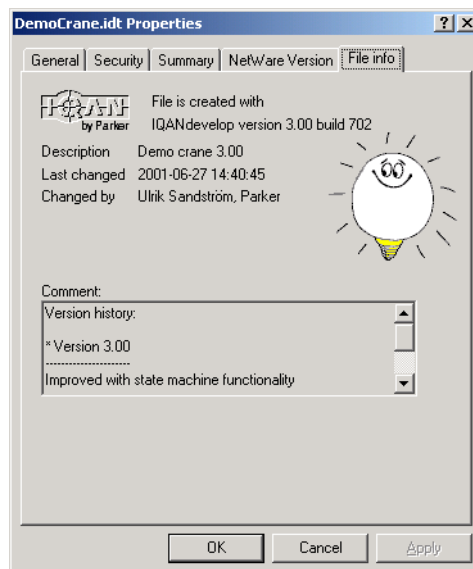 DemoCrane.idt Properties
General Security Summary NetWare Version File info
IQAN
by Parker
File is created with
IQANdevelop version 3.00 build 702
Description Demo crane 3.00
Last changed 2001-06-27 14:40:45
Changed by Ulrik Sandström, Parker
Comment:
Version history:
* Version 3.00
---------------------
Improved with state machine functionality
OK Cancel Apply